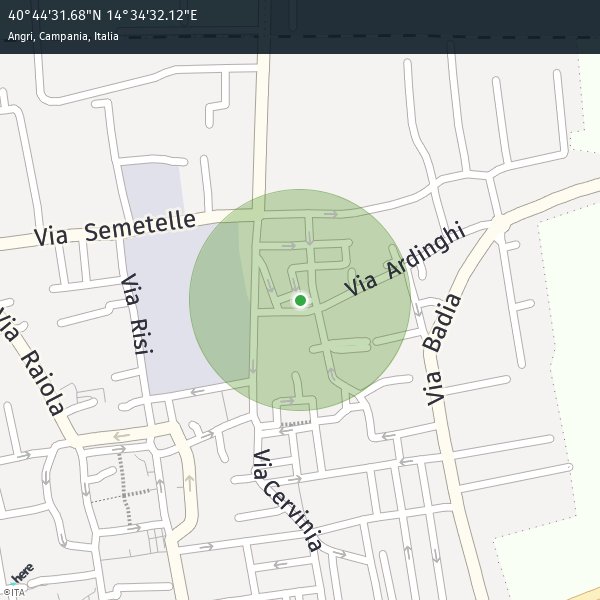 40°44'31.68"N 14°34'32.12"E
Angri, Campania, Italia
Via Semetelle
Via Ardinghi
Via Risi
Via Badia
Via Raiola
Via Cervinia
here
©ITA